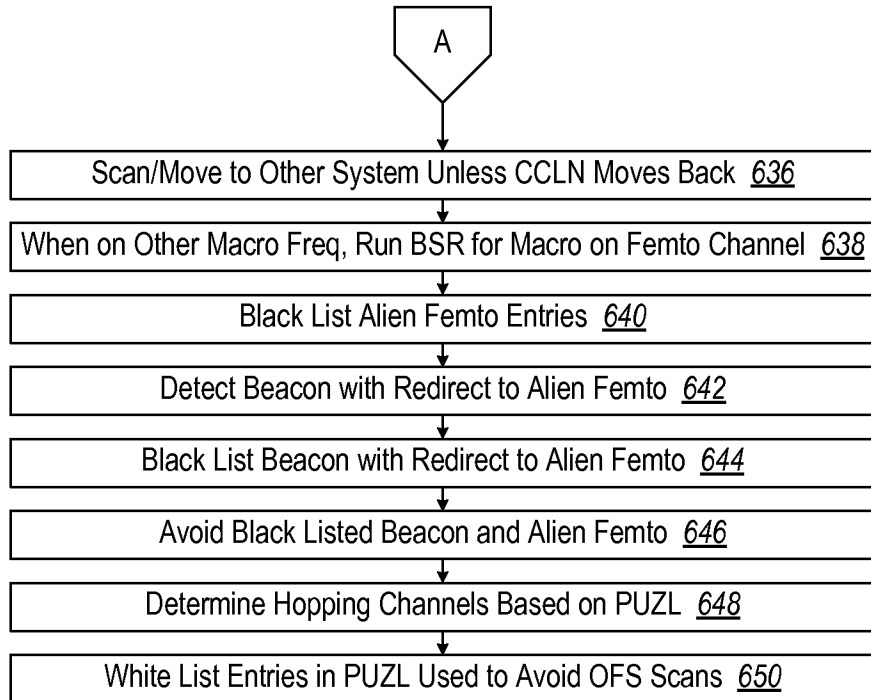 A
Scan/Move to Other System Unless CCLN Moves Back 636
When on Other Macro Freq, Run BSR for Macro on Femto Channel 638
Black List Alien Femto Entries 640
Detect Beacon with Redirect to Alien Femto 642
Black List Beacon with Redirect to Alien Femto 644
Avoid Black Listed Beacon and Alien Femto 646
Determine Hopping Channels Based on PUZL 648
White List Entries in PUZL Used to Avoid OFS Scans 650